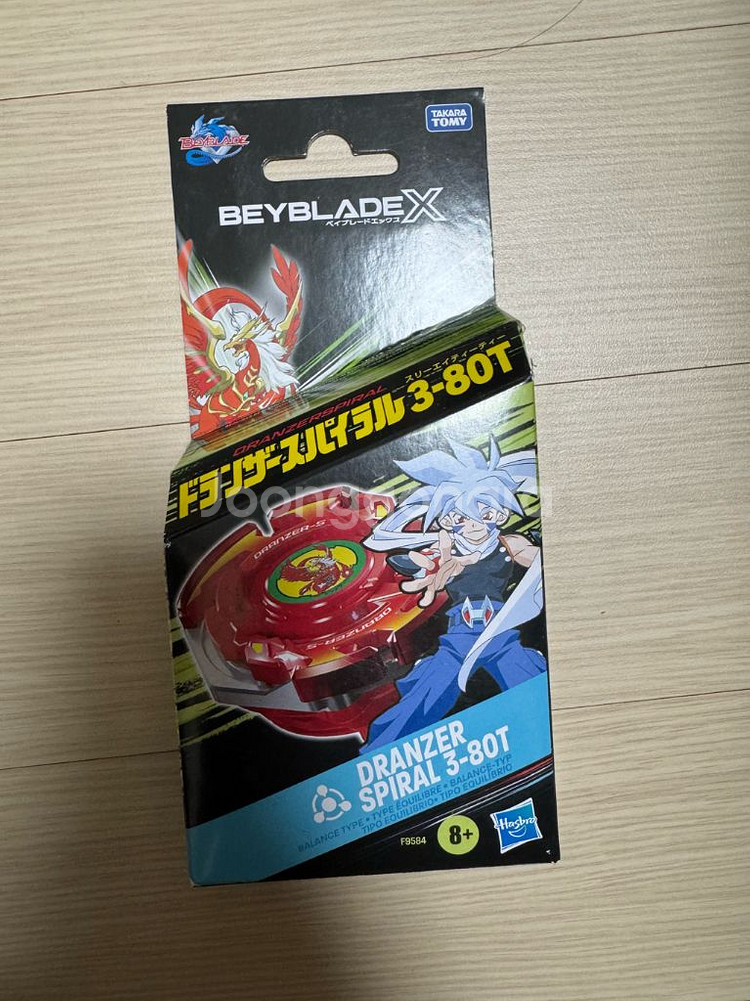 BEYBLADE
TAKARA
TOMY
BEYBLADE X
ベイブレードエックス
スリーエイティーティー
DRANZERSPIRAL
ドランザースパイラル3-80T
Joonggonara
DRANZER-S
DRANZER-S
DRANZER
SPIRAL 3-80T
BALANCE TYPE • TYPE ÉQUILIBRE • BALANCE-TYP
TIPO EQUILIBRIO • TIPO EQUILÍBRIO
F9584
8+
Hasbro